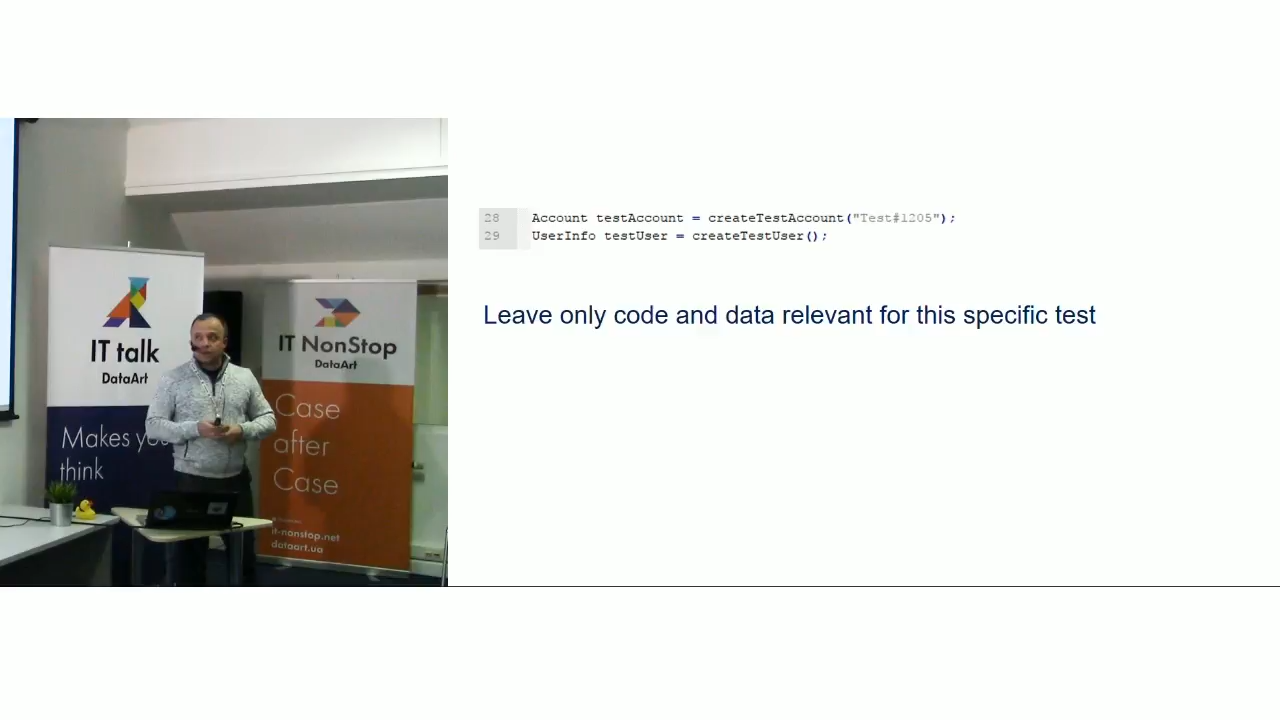 IT talk
DataArt
Makes you
think
IT NonStop
DataArt
Case
after
Case
it-nonstop.net
dataart.ua
28 Account testAccount = createTestAccount("Test#1205");
29 UserInfo testUser = createTestUser();
Leave only code and data relevant for this specific test